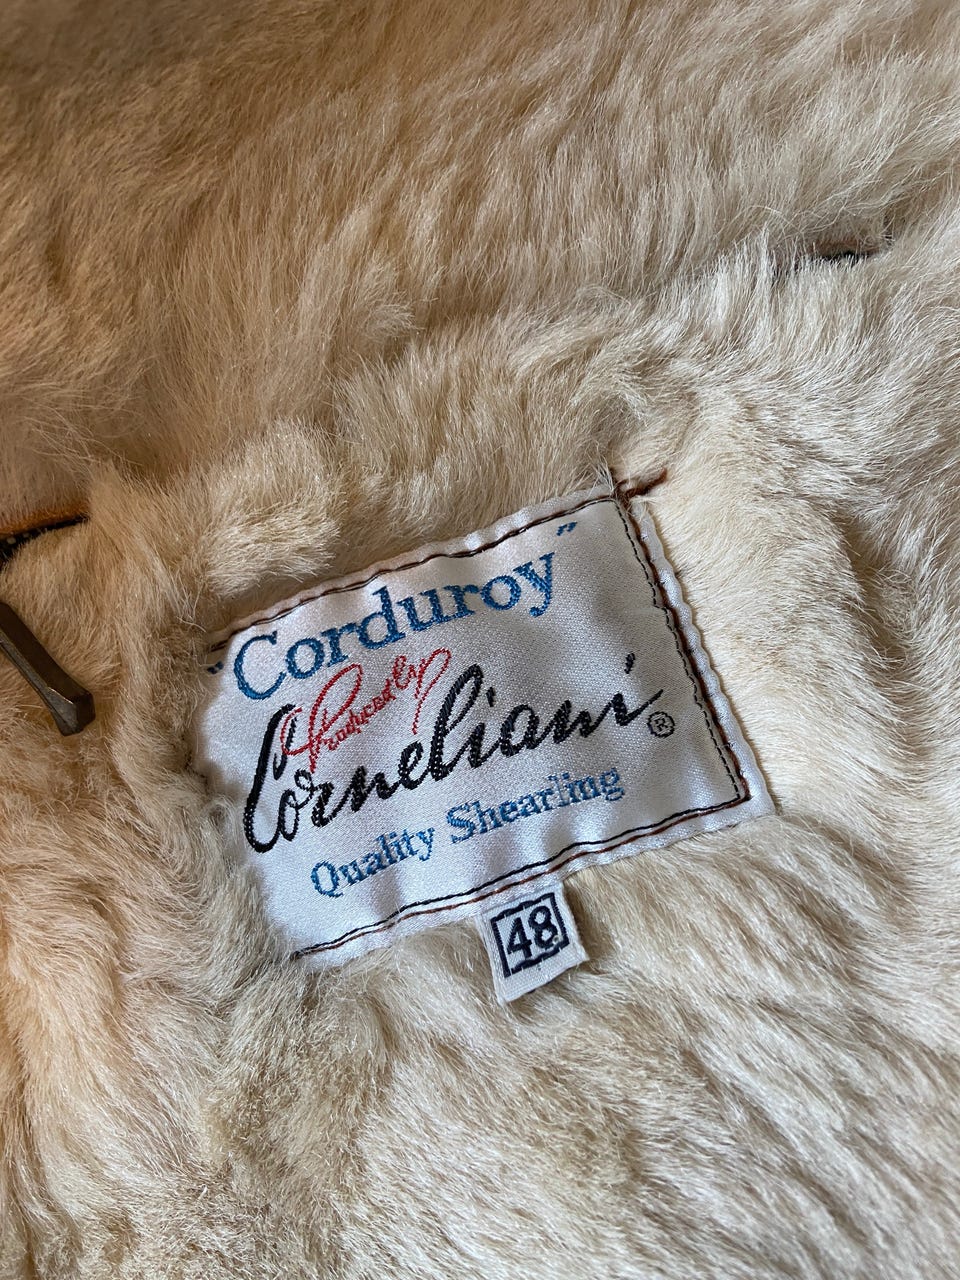 "Corduroy"
Produced by
Corneliani®
Quality Shearling
48